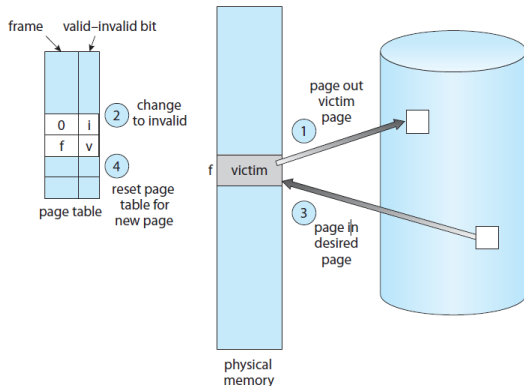 frame
valid–invalid bit
0 i
f v
2
change
to invalid
4
reset page
table for
new page
page table
f
victim
physical
memory
1
page out
victim
page
3
page in
desired
page